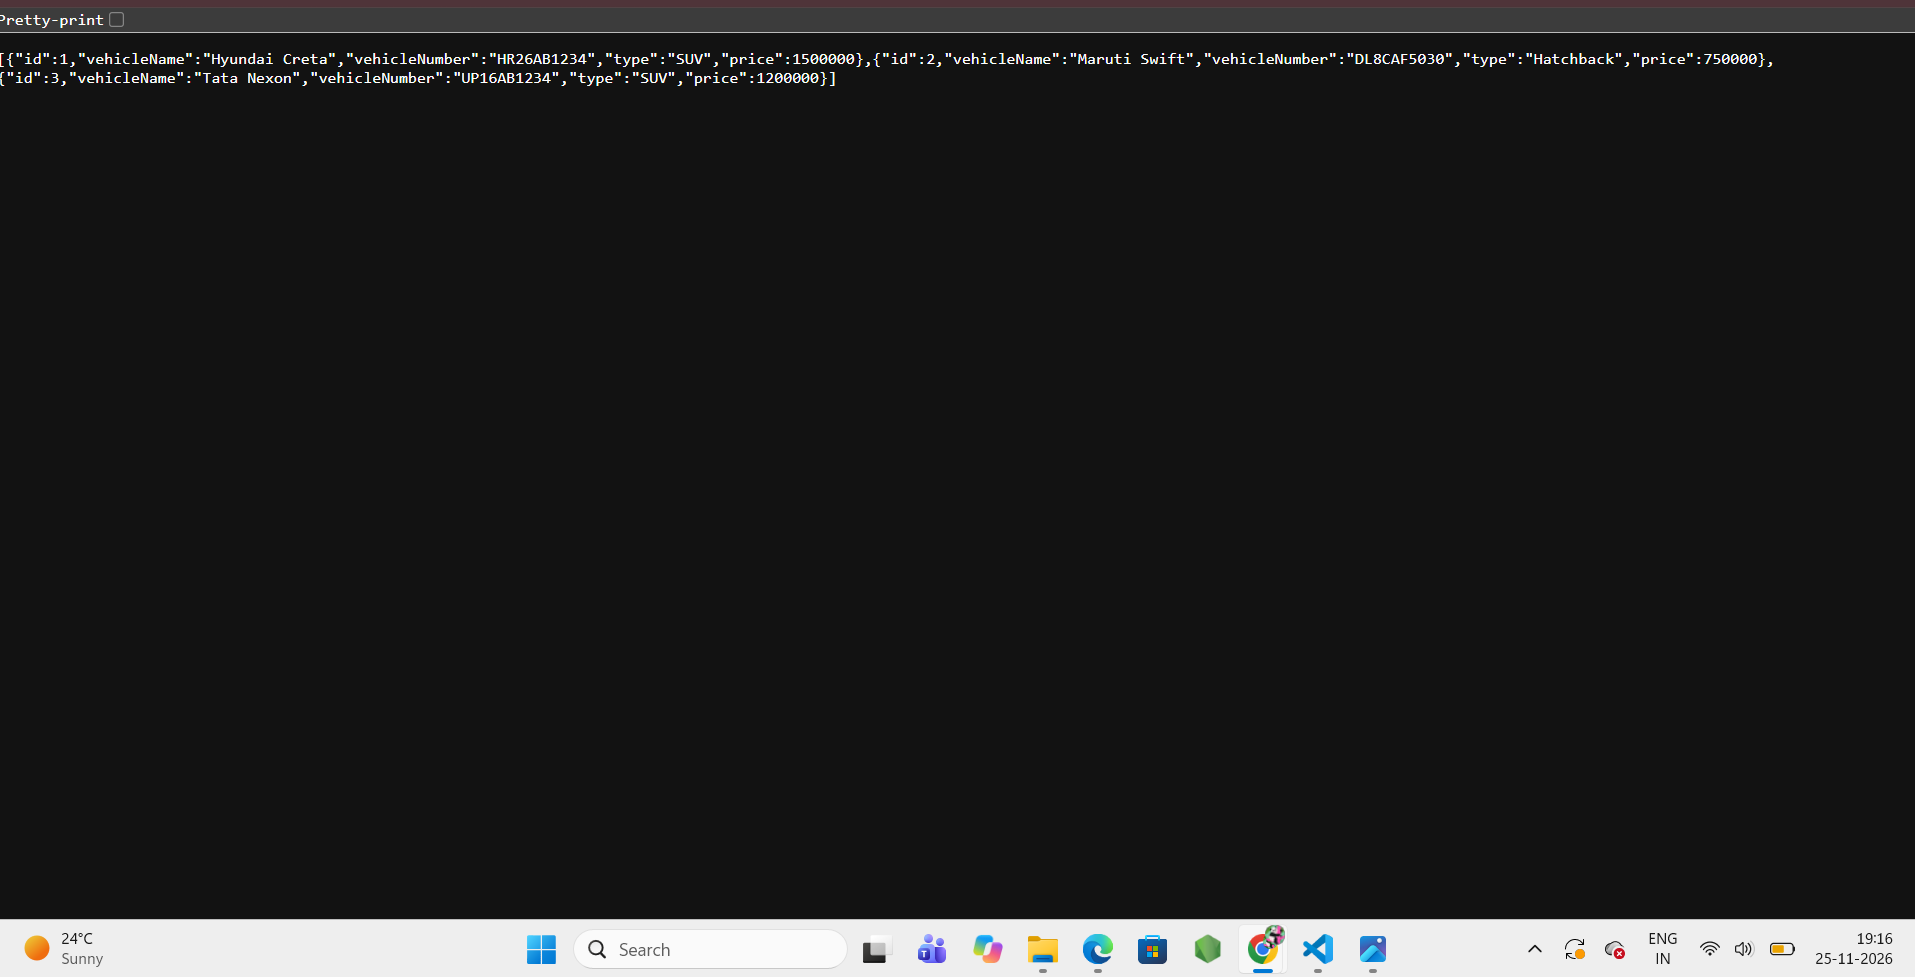 Pretty-print
[{"id":1,"vehicleName":"Hyundai Creta","vehicleNumber":"HR26AB1234","type":"SUV","price":1500000},{"id":2,"vehicleName":"Maruti Swift","vehicleNumber":"DL8CAF5030","type":"Hatchback","price":750000},
{"id":3,"vehicleName":"Tata Nexon","vehicleNumber":"UP16AB1234","type":"SUV","price":1200000}]
24°C
Sunny
Search
ENG
IN
19:16
25-11-2026